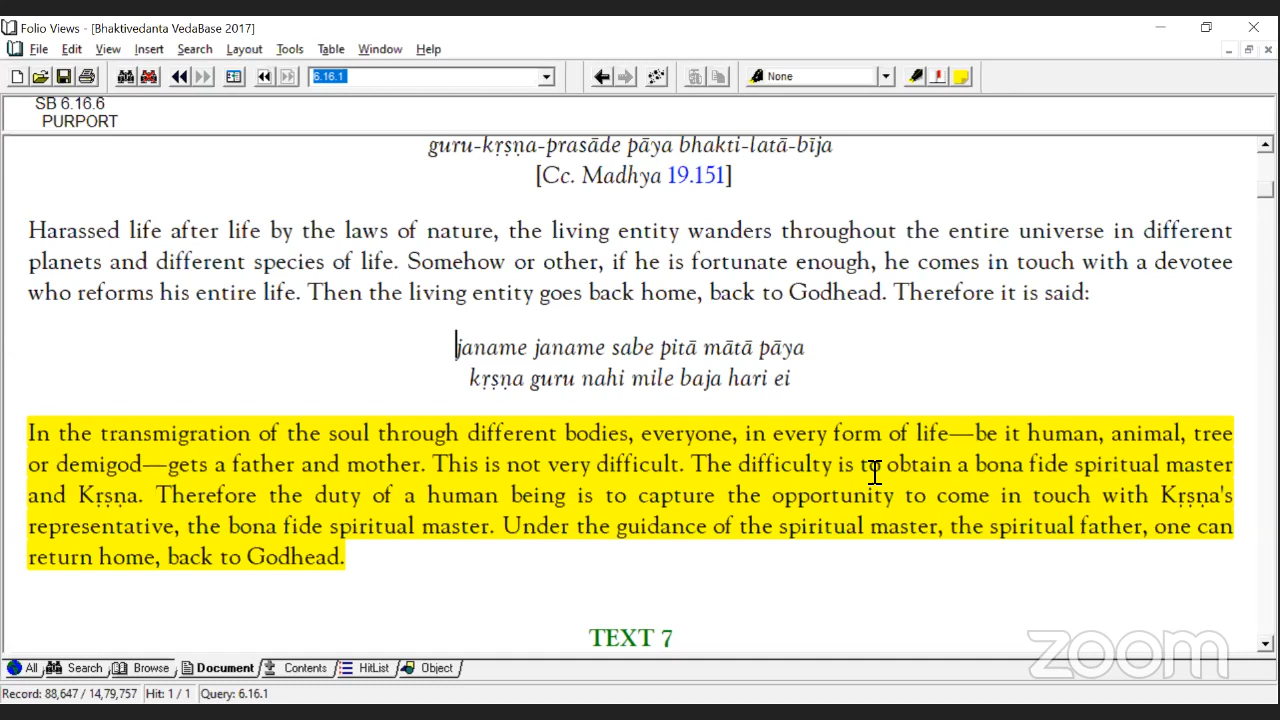 Folio Views - [Bhaktivedanta VedaBase 2017]
File Edit View Insert Search Layout Tools Table Window Help
6.16.1 None
SB 6.16.6
PURPORT
guru-kṛṣṇa-prasāde pāya bhakti-latā-bīja
[Cc. Madhya 19.151]
Harassed life after life by the laws of nature, the living entity wanders throughout the entire universe in different
planets and different species of life. Somehow or other, if he is fortunate enough, he comes in touch with a devotee
who reforms his entire life. Then the living entity goes back home, back to Godhead. Therefore it is said:
janame janame sabe pitā mātā pāya
kṛṣṇa guru nahi mile baja hari ei
In the transmigration of the soul through different bodies, everyone, in every form of life—be it human, animal, tree
or demigod—gets a father and mother. This is not very difficult. The difficulty is to obtain a bona fide spiritual master
and Kṛṣṇa. Therefore the duty of a human being is to capture the opportunity to come in touch with Kṛṣṇa's
representative, the bona fide spiritual master. Under the guidance of the spiritual master, the spiritual father, one can
return home, back to Godhead.
TEXT 7
zoom
All Search Browse Document Contents HitList Object
Record: 88,647 / 14,79,757 Hit: 1 / 1 Query: 6.16.1